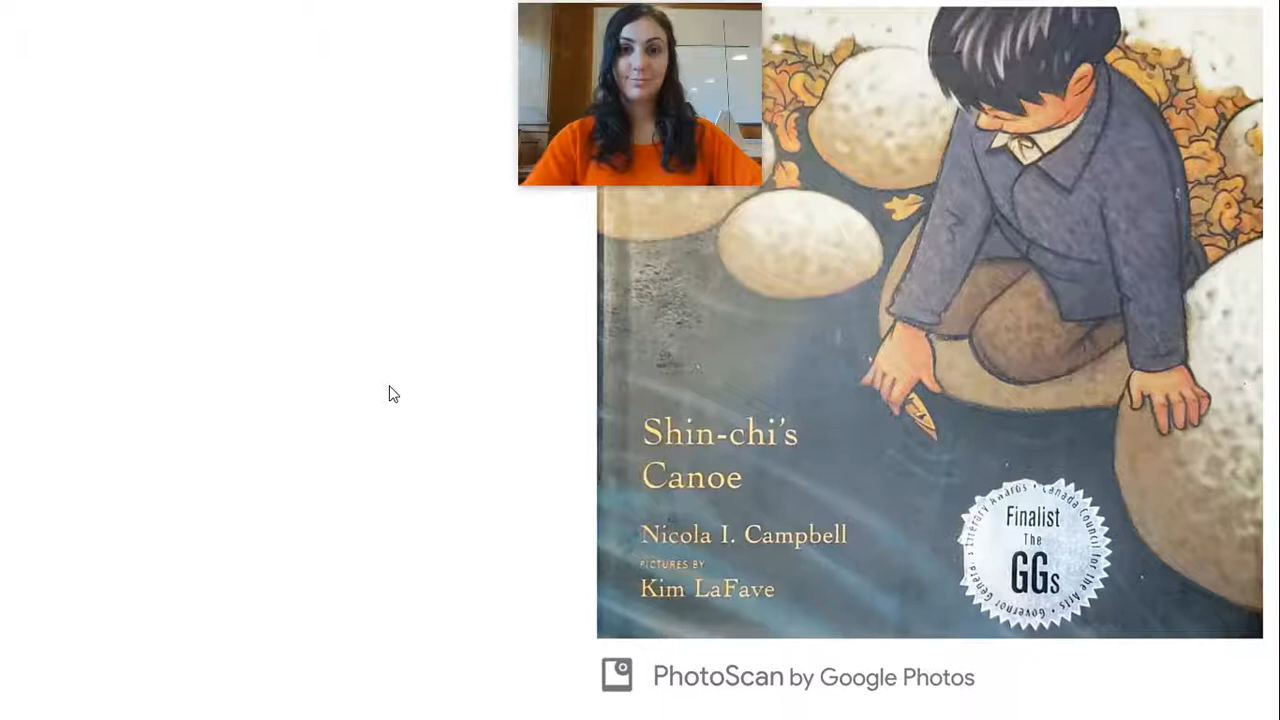 Shin-chi's
Canoe
Nicola I. Campbell
PICTURES BY
Kim LaFave
Literary Awards • Canada Council for the Arts • Governor General's
Finalist
The
GGs
PhotoScan by Google Photos